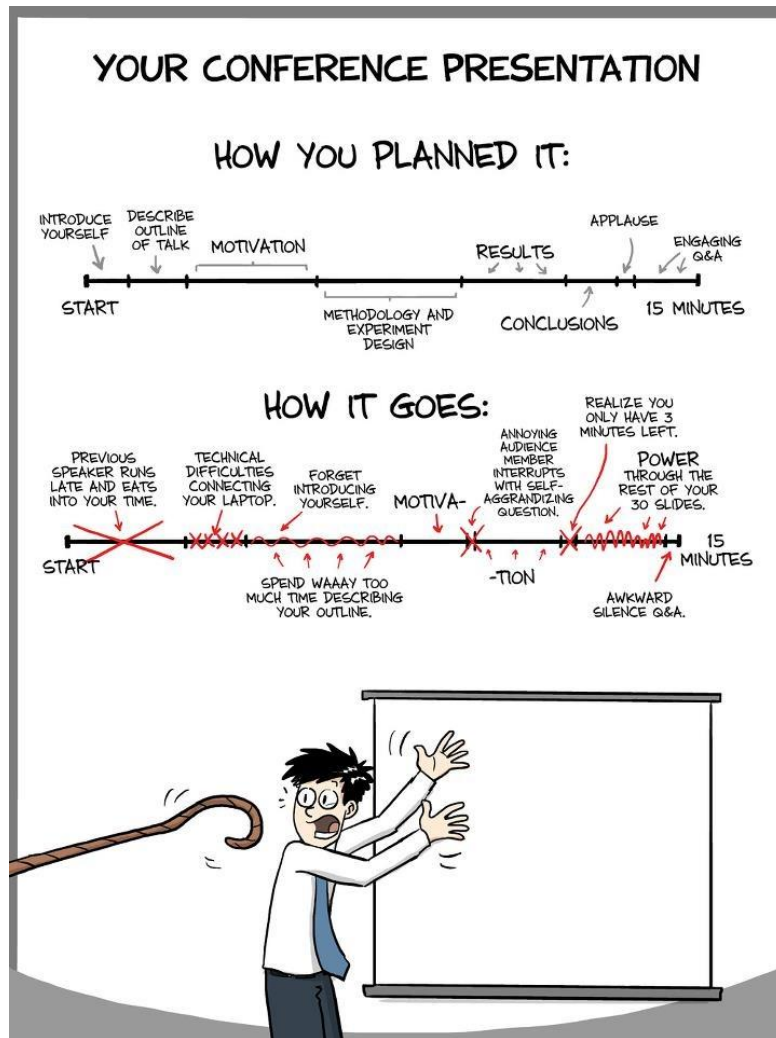 YOUR CONFERENCE PRESENTATION
HOW YOU PLANNED IT:
INTRODUCE
YOURSELF
DESCRIBE
OUTLINE
OF TALK
MOTIVATION
METHODOLOGY AND
EXPERIMENT
DESIGN
RESULTS
CONCLUSIONS
APPLAUSE
ENGAGING
Q&A
START
15 MINUTES
HOW IT GOES:
PREVIOUS
SPEAKER RUNS
LATE AND EATS
INTO YOUR TIME.
TECHNICAL
DIFFICULTIES
CONNECTING
YOUR LAPTOP.
FORGET
INTRODUCING
YOURSELF.
SPEND WAAAY TOO
MUCH TIME DESCRIBING
YOUR OUTLINE.
MOTIVA-
ANNOYING
AUDIENCE
MEMBER
INTERRUPTS
WITH SELF-
AGGRANDIZING
QUESTION.
-TION
REALIZE YOU
ONLY HAVE 3
MINUTES LEFT.
POWER
THROUGH THE
REST OF YOUR
30 SLIDES.
AWKWARD
SILENCE Q&A.
START
15
MINUTES